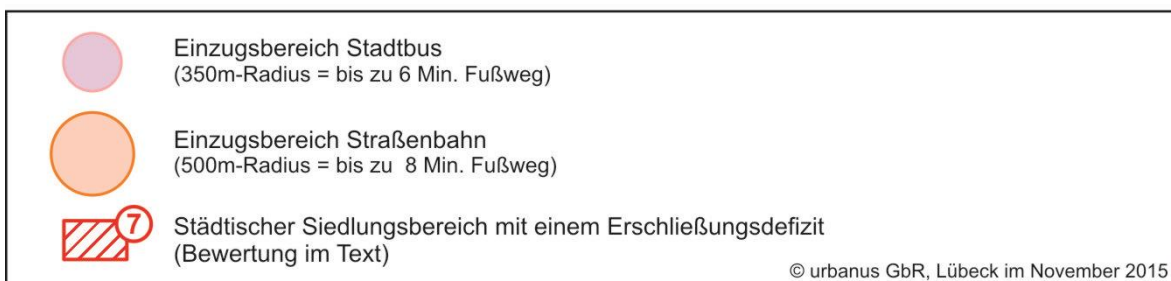 Einzugsbereich Stadtbus
(350m-Radius = bis zu 6 Min. Fußweg)
Einzugsbereich Straßenbahn
(500m-Radius = bis zu 8 Min. Fußweg)
7
Städtischer Siedlungsbereich mit einem Erschließungsdefizit
(Bewertung im Text)
© urbanus GbR, Lübeck im November 2015